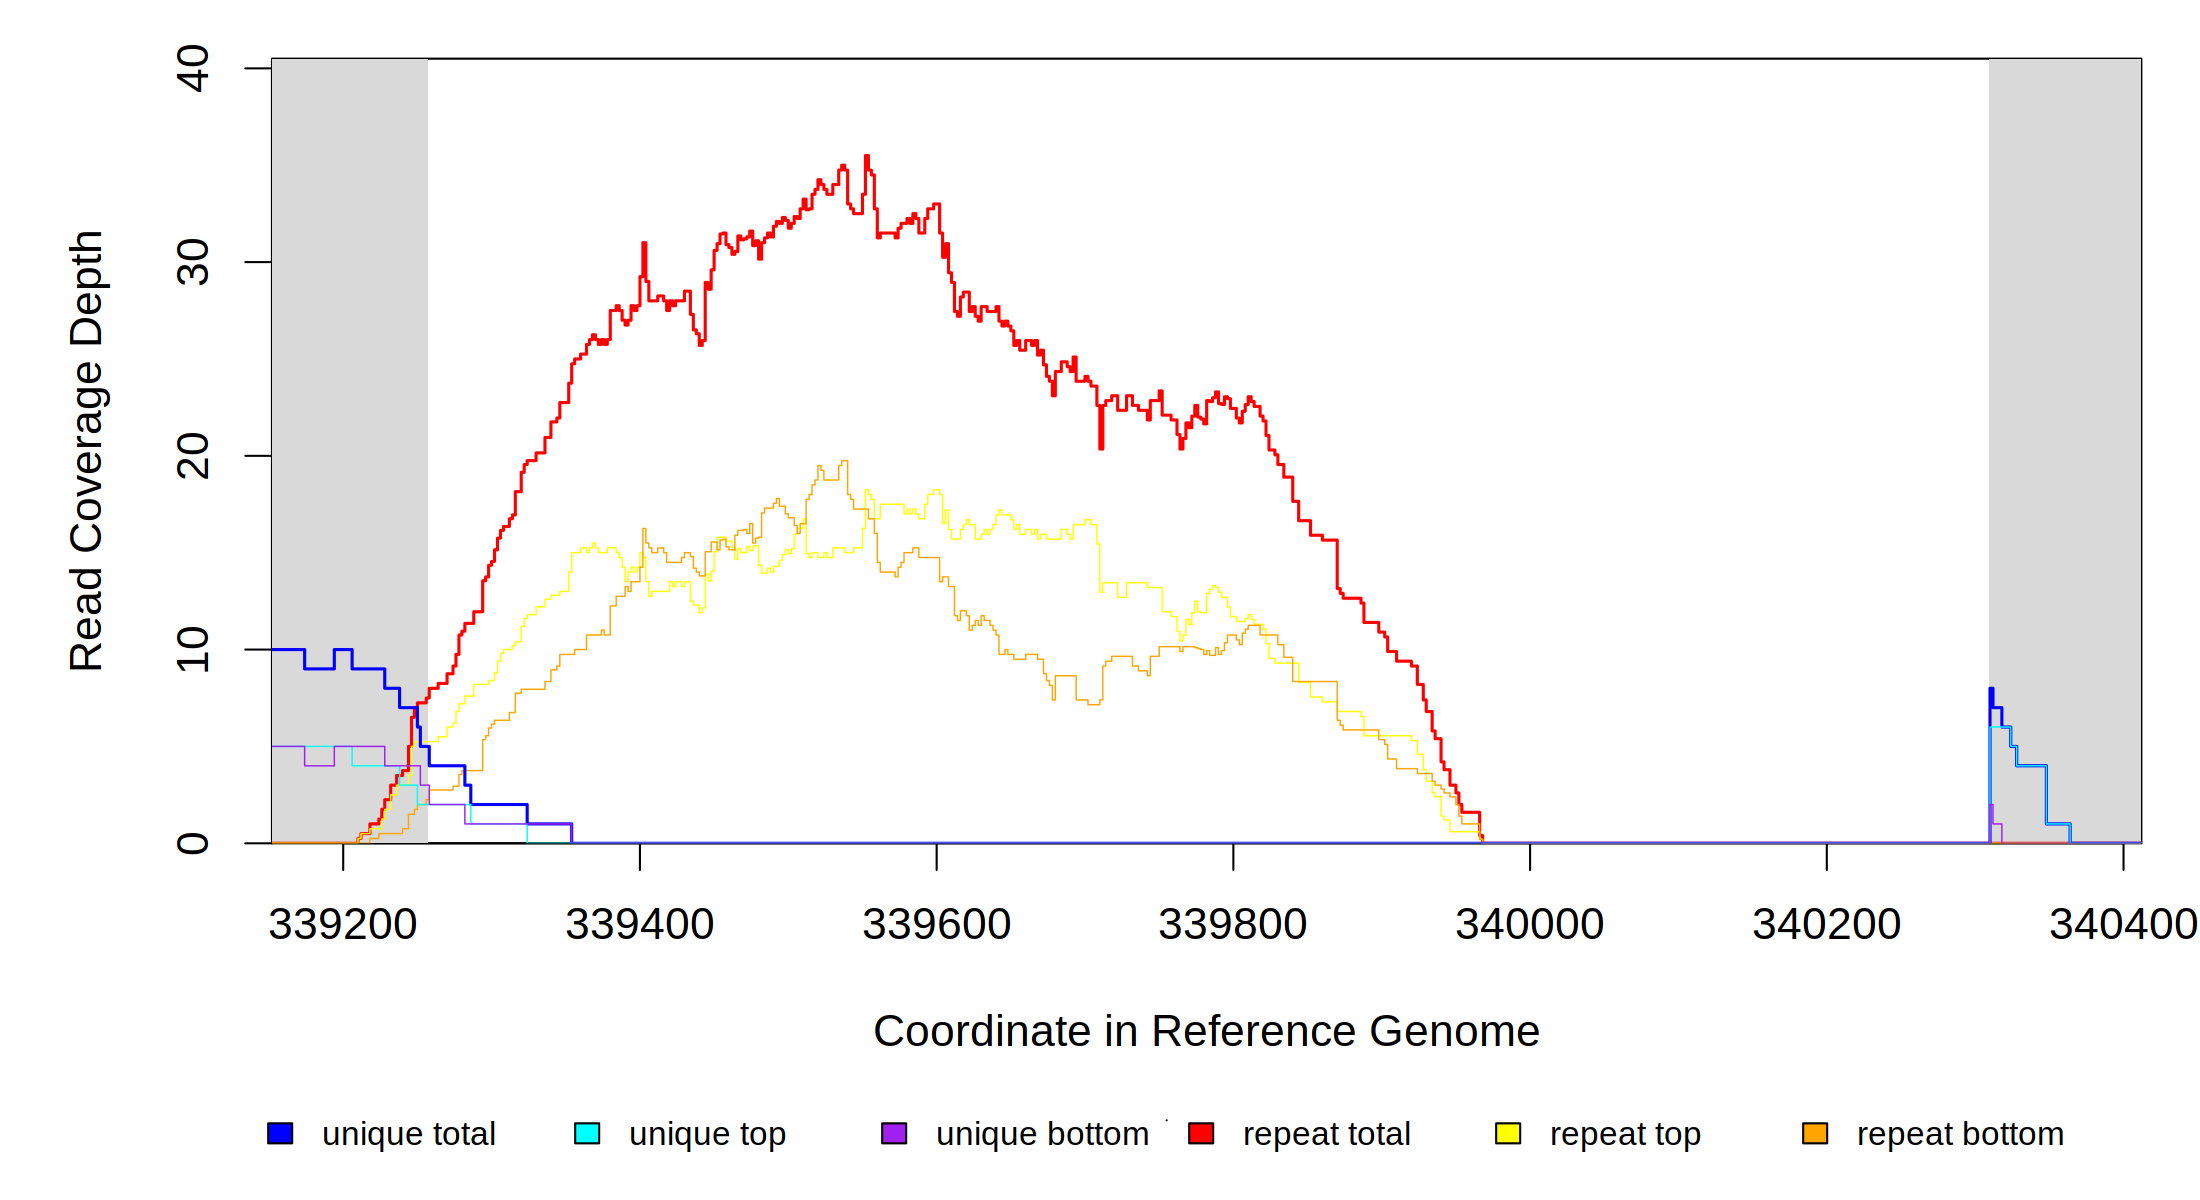 40
30
20
10
0
Read Coverage Depth
339200 339400 339600 339800 340000 340200 340400
Coordinate in Reference Genome
unique total unique top unique bottom repeat total repeat top repeat bottom